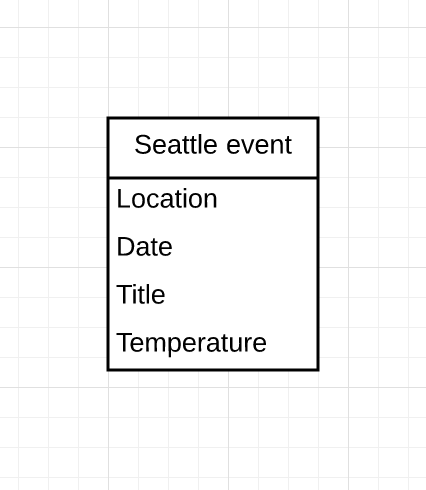 Seattle event
Location
Date
Title
Temperature